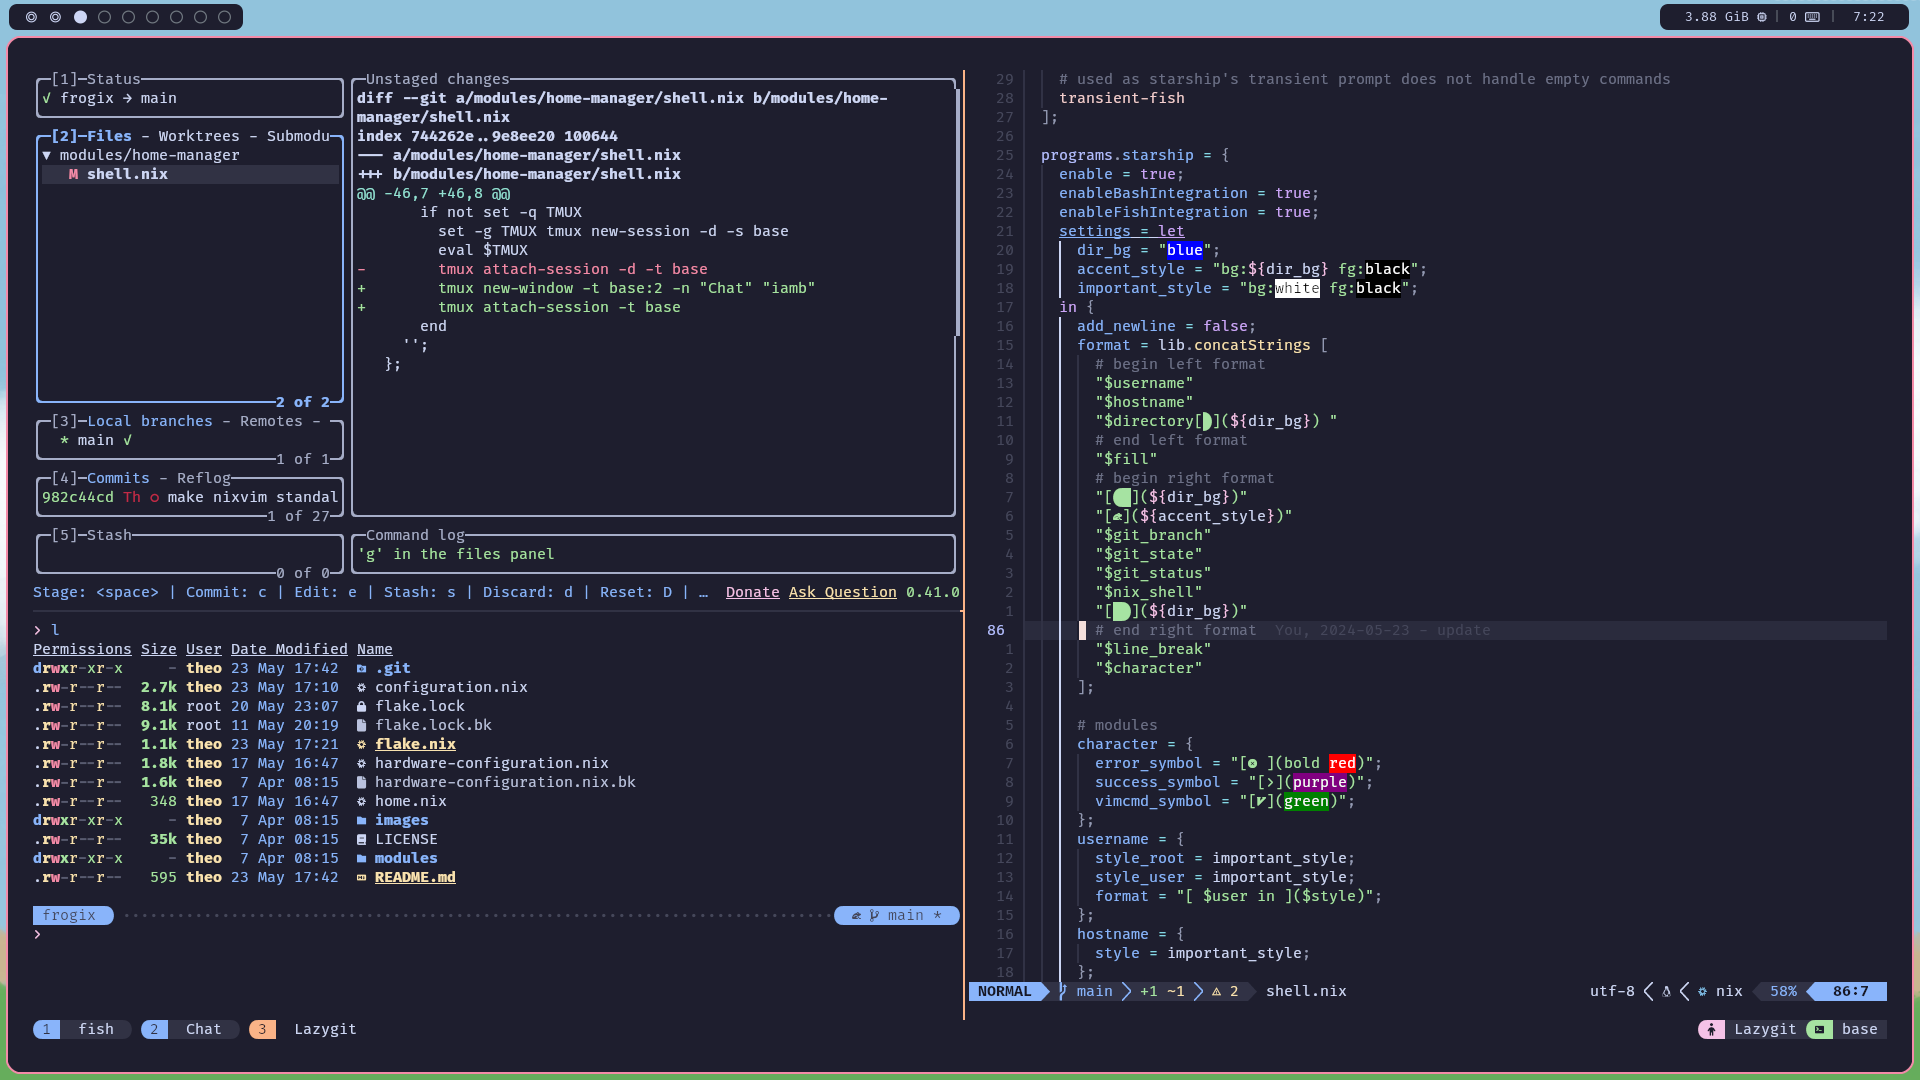 3.88 GiB | 0 | 7:22
[1]─Status
√ frogix → main
[2]─Files - Worktrees - Submodu
▼ modules/home-manager
M shell.nix
2 of 2
[3]─Local branches - Remotes -
* main √
1 of 1
[4]─Commits - Reflog
982c44cd Th o make nixvim standal
1 of 27
[5]─Stash
0 of 0
Unstaged changes
diff --git a/modules/home-manager/shell.nix b/modules/home-
manager/shell.nix
index 744262e..9e8ee20 100644
--- a/modules/home-manager/shell.nix
+++ b/modules/home-manager/shell.nix
@@ -46,7 +46,8 @@
if not set -q TMUX
set -g TMUX tmux new-session -d -s base
eval $TMUX
- tmux attach-session -d -t base
+ tmux new-window -t base:2 -n "Chat" "iamb"
+ tmux attach-session -t base
end
'';
};
Command log
'g' in the files panel
Stage: <space> | Commit: c | Edit: e | Stash: s | Discard: d | Reset: D | … Donate Ask Question 0.41.0
> l
Permissions Size User Date Modified Name
drwxr-xr-x - theo 23 May 17:42 .git
.rw-r--r-- 2.7k theo 23 May 17:10 configuration.nix
.rw-r--r-- 8.1k root 20 May 23:07 flake.lock
.rw-r--r-- 9.1k root 11 May 20:19 flake.lock.bk
.rw-r--r-- 1.1k theo 23 May 17:21 flake.nix
.rw-r--r-- 1.8k theo 17 May 16:47 hardware-configuration.nix
.rw-r--r-- 1.6k theo 7 Apr 08:15 hardware-configuration.nix.bk
.rw-r--r-- 348 theo 17 May 16:47 home.nix
drwxr-xr-x - theo 7 Apr 08:15 images
.rw-r--r-- 35k theo 7 Apr 08:15 LICENSE
drwxr-xr-x - theo 7 Apr 08:15 modules
.rw-r--r-- 595 theo 23 May 17:42 README.md
frogix main *
>
29 # used as starship's transient prompt does not handle empty commands
28 transient-fish
27 ];
26
25 programs.starship = {
24 enable = true;
23 enableBashIntegration = true;
22 enableFishIntegration = true;
21 settings = let
20 dir_bg = "blue";
19 accent_style = "bg:${dir_bg} fg:black";
18 important_style = "bg:white fg:black";
17 in {
16 add_newline = false;
15 format = lib.concatStrings [
14 # begin left format
13 "$username"
12 "$hostname"
11 "$directory[](${dir_bg}) "
10 # end left format
9 "$fill"
8 # begin right format
7 "[](${dir_bg})"
6 "[](${accent_style})"
5 "$git_branch"
4 "$git_state"
3 "$git_status"
2 "$nix_shell"
1 "[](${dir_bg})"
86 # end right format You, 2024-05-23 - update
1 "$line_break"
2 "$character"
3 ];
4
5 # modules
6 character = {
7 error_symbol = "[ ](bold red)";
8 success_symbol = "[>](purple)";
9 vimcmd_symbol = "[](green)";
10 };
11 username = {
12 style_root = important_style;
13 style_user = important_style;
14 format = "[ $user in ]($style)";
15 };
16 hostname = {
17 style = important_style;
18 };
NORMAL main +1 ~1 2 shell.nix utf-8 nix 58% 86:7
1 fish 2 Chat 3 Lazygit Lazygit base